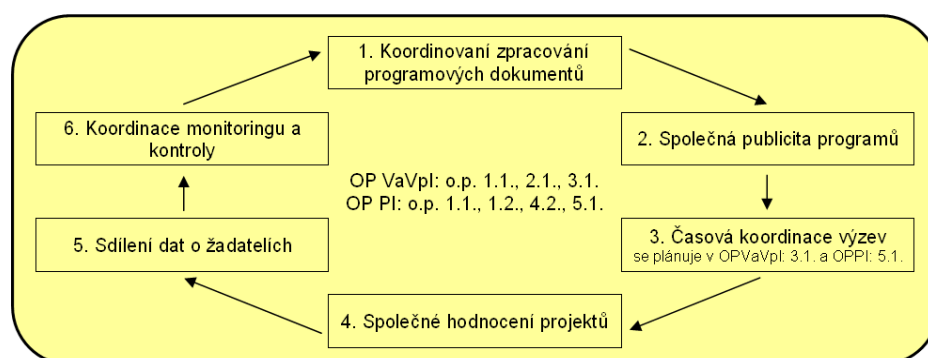 1. Koordinovaní zpracování
programových dokumentů
2. Společná publicita programů
3. Časová koordinace výzev
se plánuje v OPVaVpI: 3.1. a OPPI: 5.1.
4. Společné hodnocení projektů
5. Sdílení dat o žadatelích
6. Koordinace monitoringu a
kontroly
OP VaVpI: o.p. 1.1., 2.1., 3.1.
OP PI: o.p. 1.1., 1.2., 4.2., 5.1.